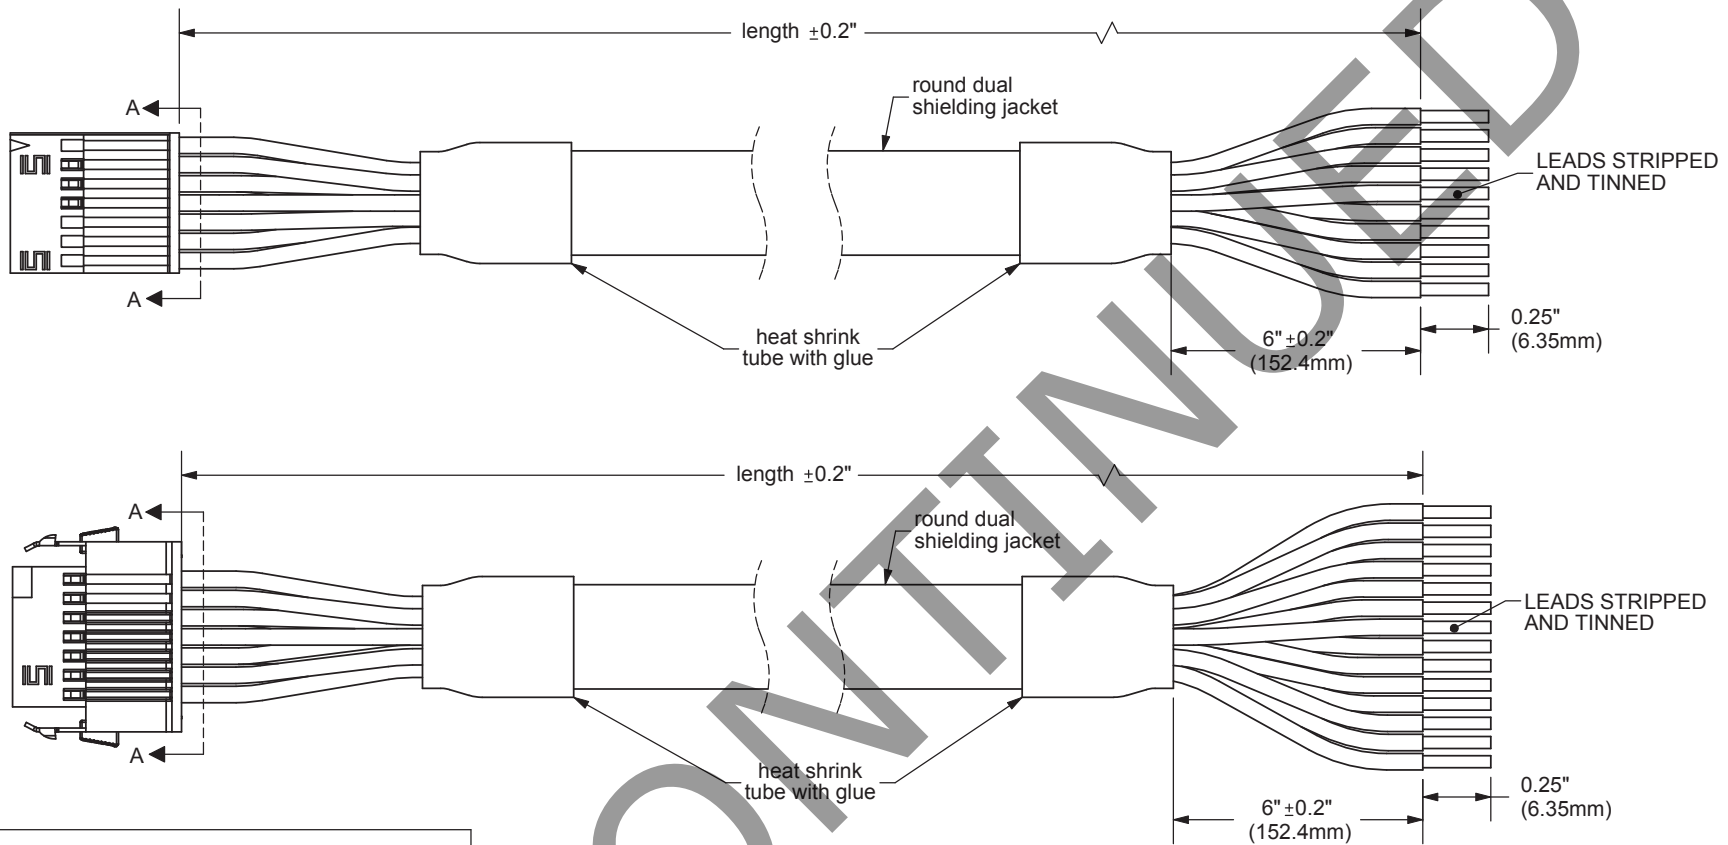 length ±0.2"
round dual
shielding jacket
A
LEADS STRIPPED
AND TINNED
A
heat shrink
tube with glue
6" ±0.2"
(152.4mm)
0.25"
(6.35mm)
length ±0.2"
A
round dual
shielding jacket
LEADS STRIPPED
AND TINNED
A
heat shrink
tube with glue
6" ±0.2"
(152.4mm)
0.25"
(6.35mm)
ONTINUED